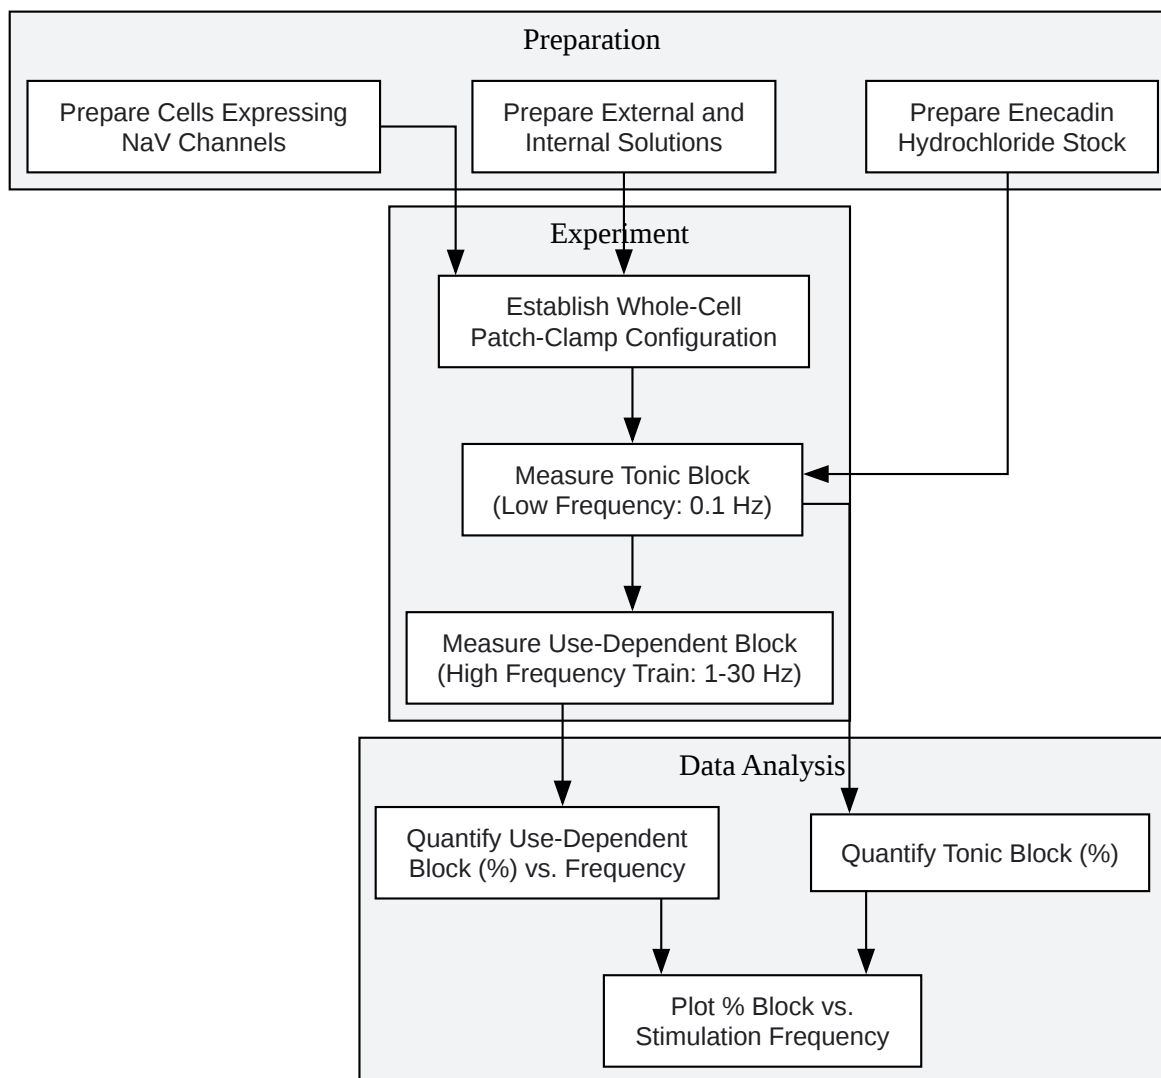 Preparation
Prepare Cells Expressing
NaV Channels
Prepare External and
Internal Solutions
Prepare Enecadin
Hydrochloride Stock
Experiment
Establish Whole-Cell
Patch-Clamp Configuration
Measure Tonic Block
(Low Frequency: 0.1 Hz)
Measure Use-Dependent Block
(High Frequency Train: 1-30 Hz)
Data Analysis
Quantify Use-Dependent
Block (%) vs. Frequency
Quantify Tonic Block (%)
Plot % Block vs.
Stimulation Frequency